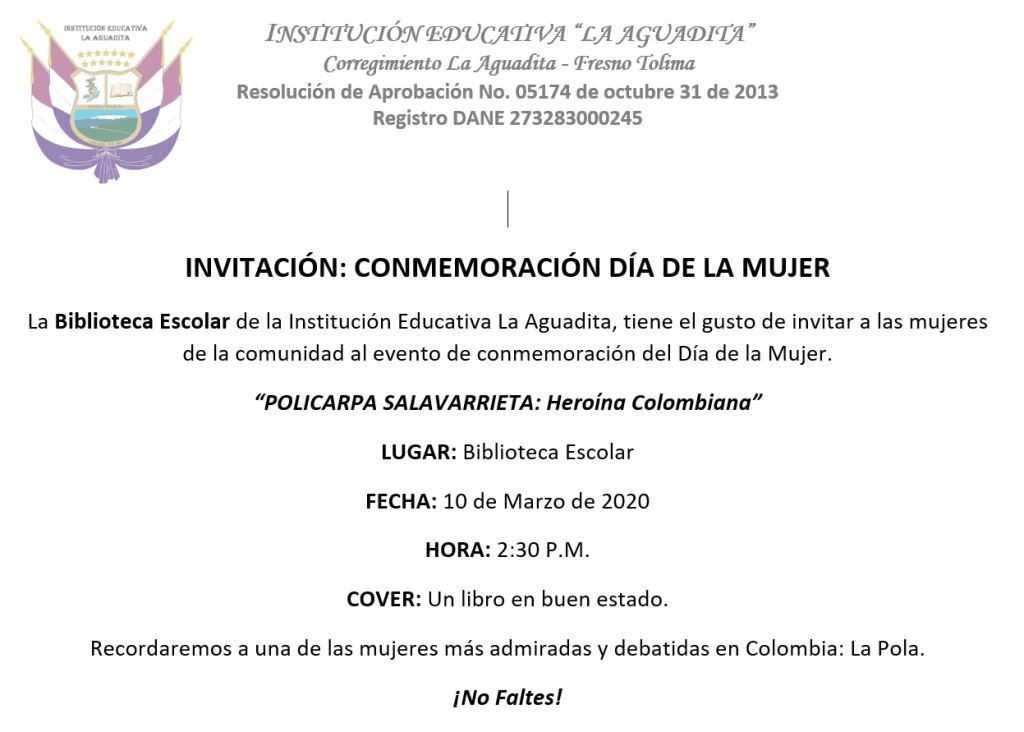 INSTITUCIÓN EDUCATIVA
LA AGUADITA
INSTITUCIÓN EDUCATIVA “LA AGUADITA”
Corregimiento La Aguadita - Fresno Tolima
Resolución de Aprobación No. 05174 de octubre 31 de 2013
Registro DANE 273283000245
INVITACIÓN: CONMEMORACIÓN DÍA DE LA MUJER
La Biblioteca Escolar de la Institución Educativa La Aguadita, tiene el gusto de invitar a las mujeres
de la comunidad al evento de conmemoración del Día de la Mujer.
“POLICARPA SALAVARRIETA: Heroína Colombiana”
LUGAR: Biblioteca Escolar
FECHA: 10 de Marzo de 2020
HORA: 2:30 P.M.
COVER: Un libro en buen estado.
Recordaremos a una de las mujeres más admiradas y debatidas en Colombia: La Pola.
¡No Faltes!